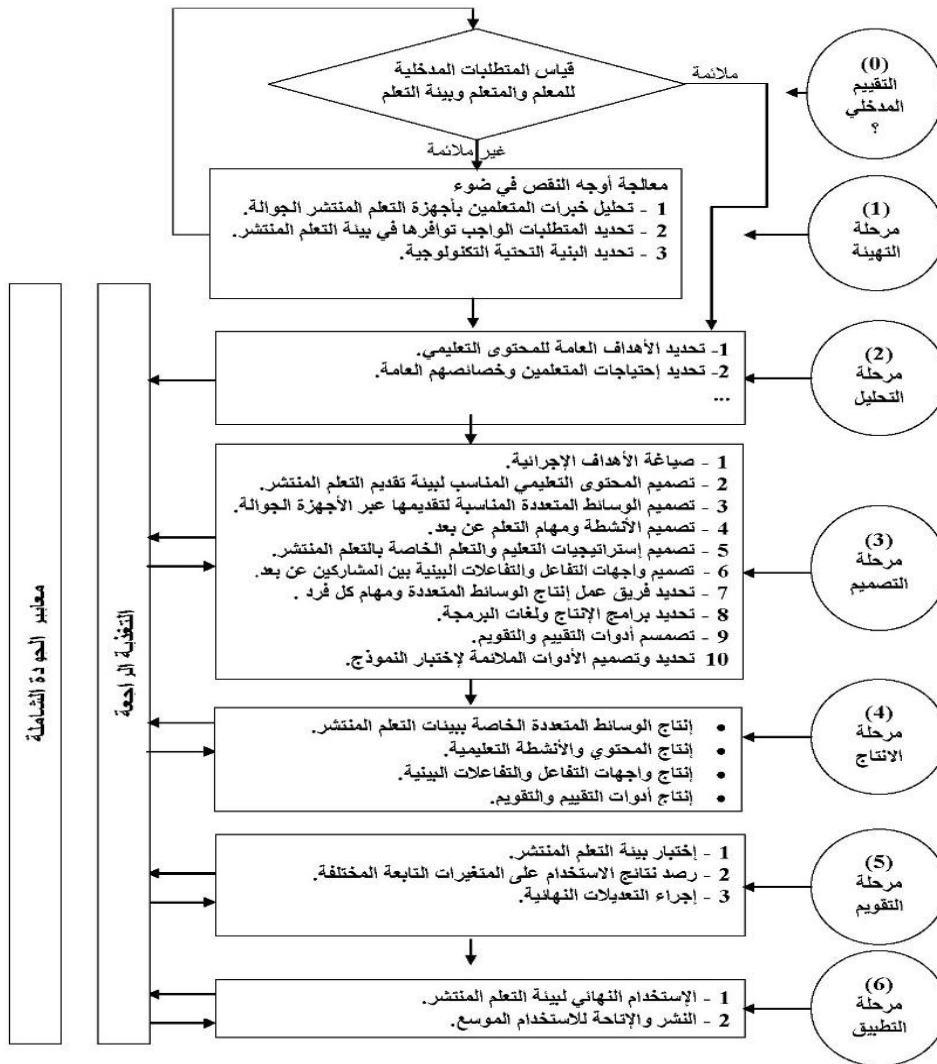 (0)
التقييم
المدخلي
؟
قياس المتطلبات المدخلية
للمعلم والمتعلم وبيئة التعلم
ملائمة
غير ملائمة
(1)
مرحلة
التهيئة
معالجة أوجه النقص في ضوء
1 - تحليل خبرات المتعلمين بأجهزة التعلم المنتشر الجوالة.
2 - تحديد المتطلبات الواجب توافرها في بيئة التعلم المنتشر.
3 - تحديد البنية التحتية التكنولوجية.
(2)
مرحلة
التحليل
1- تحديد الأهداف العامة للمحتوى التعليمي.
2- تحديد إحتياجات المتعلمين وخصائصهم العامة.
...
(3)
مرحلة
التصميم
1 - صياغة الأهداف الإجرائية.
2 - تصميم المحتوى التعليمي المناسب لبيئة تقديم التعلم المنتشر.
3 - تصميم الوسائط المتعددة المناسبة لتقديمها عبر الأجهزة الجوالة.
4 - تصميم الأنشطة ومهام التعلم عن بعد.
5 - تصميم إستراتيجيات التعليم والتعلم الخاصة بالتعلم المنتشر.
6 - تصميم واجهات التفاعل والتفاعلات البينية بين المشاركين عن بعد.
7 - تحديد فريق عمل إنتاج الوسائط المتعددة ومهام كل فرد .
8 - تحديد برامج الإنتاج ولغات البرمجة.
9 - تصمسم أدوات التقييم والتقويم.
10 - تحديد وتصميم الأدوات الملائمة لإختبار النموذج.
(4)
مرحلة
الانتاج
• إنتاج الوسائط المتعددة الخاصة ببيئات التعلم المنتشر.
• إنتاج المحتوي والأنشطة التعليمية.
• إنتاج واجهات التفاعل والتفاعلات البينية.
• إنتاج أدوات التقييم والتقويم.
(5)
مرحلة
التقويم
1 - إختبار بيئة التعلم المنتشر.
2 - رصد نتائج الاستخدام على المتغيرات التابعة المختلفة.
3 - إجراء التعديلات النهائية.
(6)
مرحلة
التطبيق
1 - الإستخدام النهائي لبيئة التعلم المنتشر.
2 - النشر والإتاحة للاستخدام الموسع.
التغذية الراجعة
معايير الجودة الشاملة